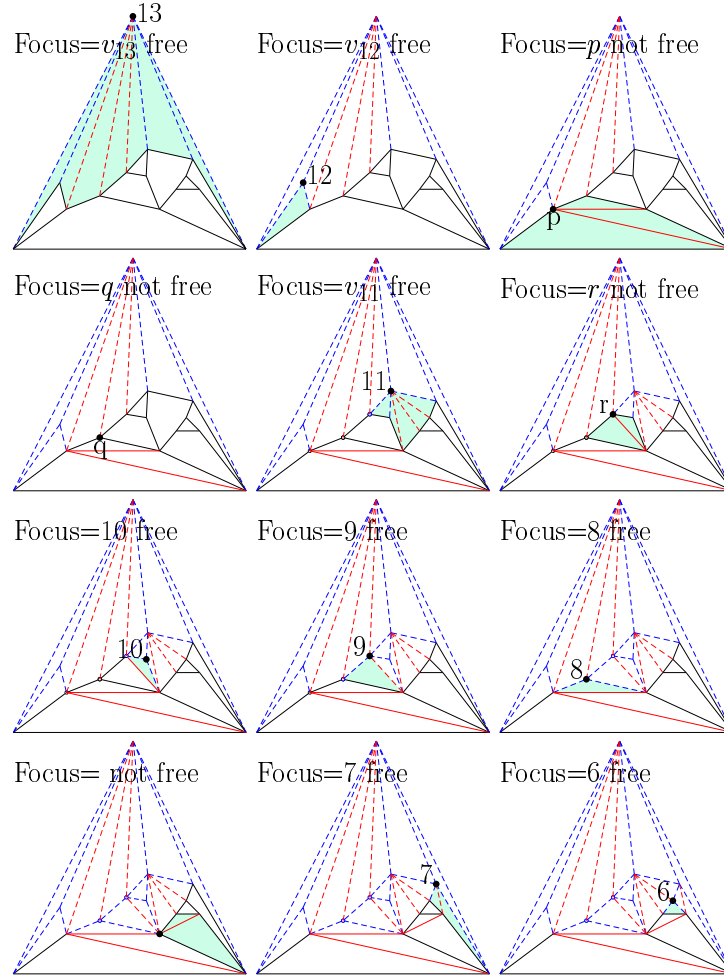 13
Focus=v13 free
Focus=v12 free
12
Focus=p not free
p
Focus=q not free
q
Focus=v11 free
11
Focus=r not free
r
Focus=10 free
10
Focus=9 free
9
Focus=8 free
8
Focus= not free
Focus=7 free
7
Focus=6 free
6